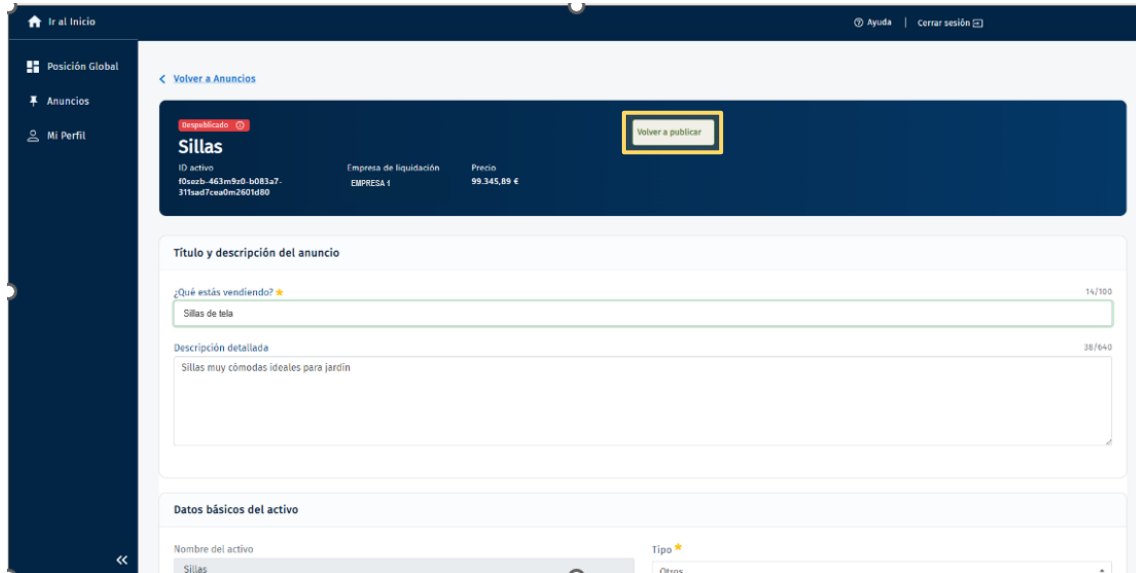 Ir al Inicio
Ayuda | Cerrar sesión
Posición Global
Anuncios
Mi Perfil
Volver a Anuncios
Despublicado
Sillas
Volver a publicar
ID activo
f0sezb-463m9z0-b083a7-
311sad7cea0m2601d80
Empresa de liquidación
EMPRESA 1
Precio
99.345,89 €
Título y descripción del anuncio
¿Qué estás vendiendo?
14/100
Sillas de tela
Descripción detallada
38/640
Sillas muy cómodas ideales para jardín
Datos básicos del activo
Nombre del activo
Tipo
Sillas
Otros